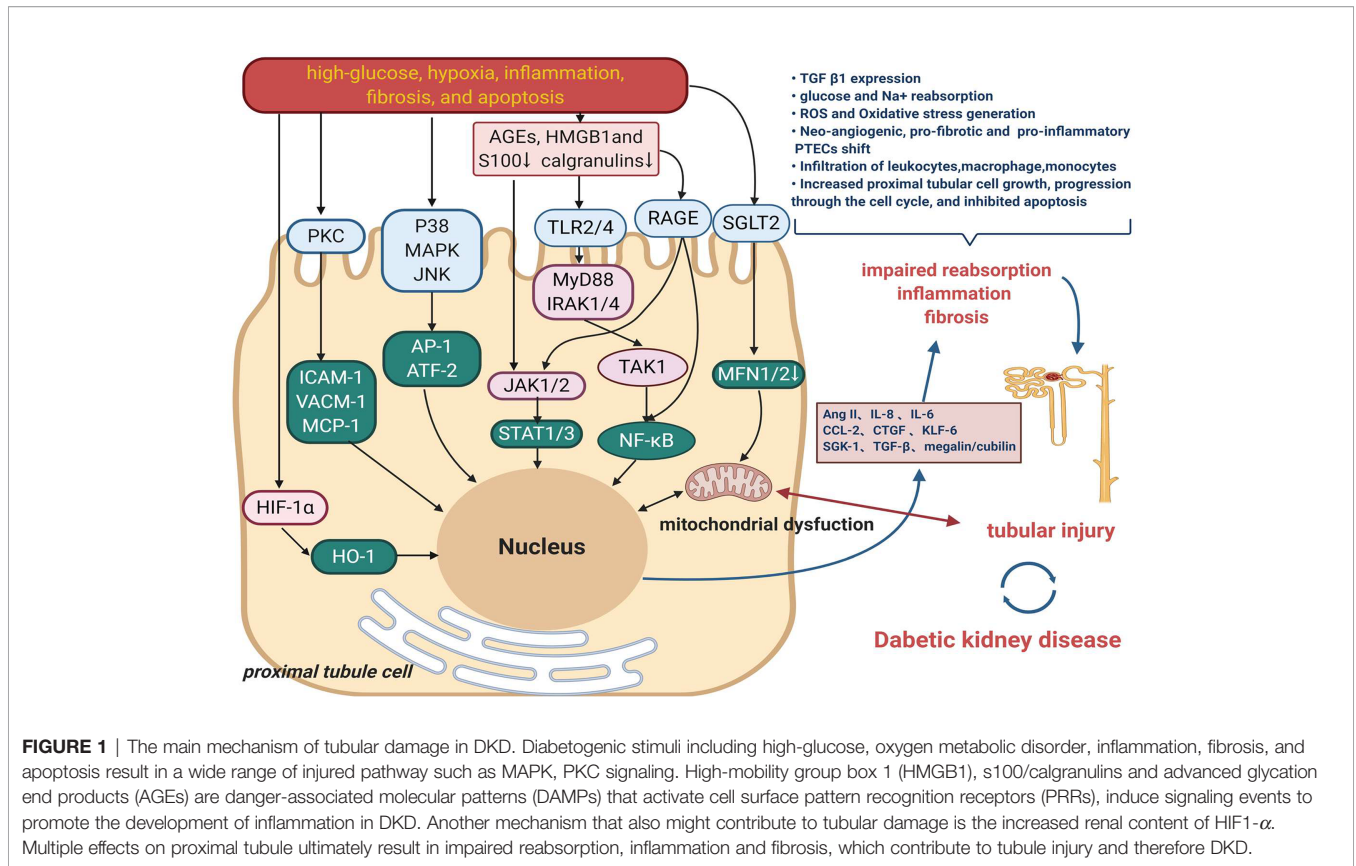 high-glucose, hypoxia, inflammation,
fibrosis, and apoptosis
• TGF β1 expression
• glucose and Na+ reabsorption
• ROS and Oxidative stress generation
• Neo-angiogenic, pro-fibrotic and pro-inflammatory
PTECs shift
• Infiltration of leukocytes,macrophage,monocytes
• Increased proximal tubular cell growth, progression
through the cell cycle, and inhibited apoptosis
AGEs, HMGB1and
S100↓ calgranulins↓
PKC
P38
MAPK
JNK
TLR2/4
RAGE
SGLT2
MyD88
IRAK1/4
impaired reabsorption
inflammation
fibrosis
ICAM-1
VACM-1
MCP-1
AP-1
ATF-2
JAK1/2
TAK1
MFN1/2↓
STAT1/3
NF-κB
Ang II、IL-8 、IL-6
CCL-2、CTGF 、KLF-6
SGK-1、TGF-β、megalin/cubilin
HIF-1α
HO-1
Nucleus
mitochondrial dysfuction
tubular injury
Dabetic kidney disease
proximal tubule cell
FIGURE 1 | The main mechanism of tubular damage in DKD. Diabetogenic stimuli including high-glucose, oxygen metabolic disorder, inflammation, fibrosis, and
apoptosis result in a wide range of injured pathway such as MAPK, PKC signaling. High-mobility group box 1 (HMGB1), s100/calgranulins and advanced glycation
end products (AGEs) are danger-associated molecular patterns (DAMPs) that activate cell surface pattern recognition receptors (PRRs), induce signaling events to
promote the development of inflammation in DKD. Another mechanism that also might contribute to tubular damage is the increased renal content of HIF1-α.
Multiple effects on proximal tubule ultimately result in impaired reabsorption, inflammation and fibrosis, which contribute to tubule injury and therefore DKD.